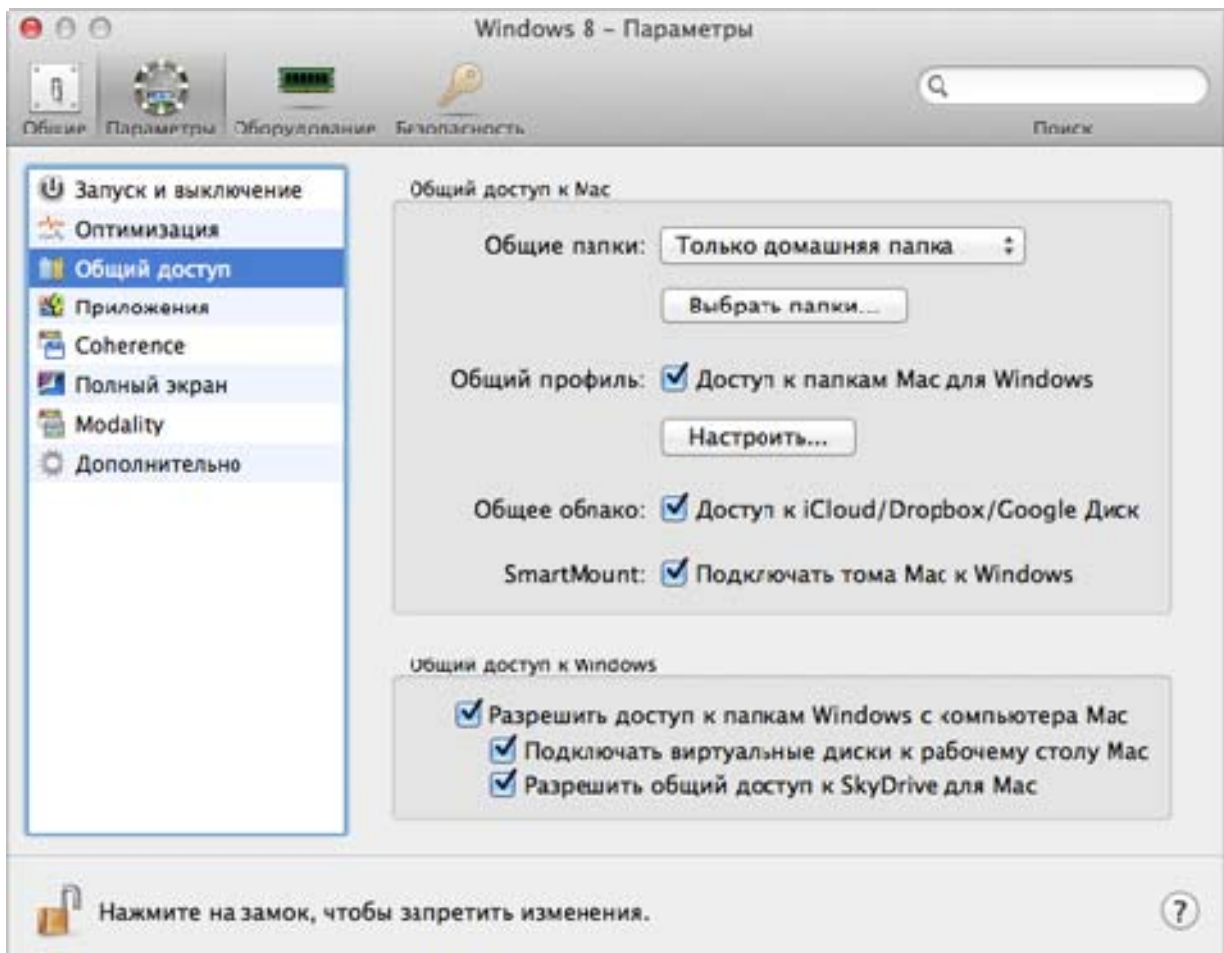 Windows 8 – Параметры
Общие Параметры Оборудование Безопасность Поиск
Запуск и выключение
Оптимизация
Общий доступ
Приложения
Coherence
Полный экран
Modality
Дополнительно
Общий доступ к Mac
Общие папки: Только домашняя папка
Выбрать папки...
Общий профиль: Доступ к папкам Mac для Windows
Настроить...
Общее облако: Доступ к iCloud/Dropbox/Google Диск
SmartMount: Подключать тома Mac к Windows
Общий доступ к Windows
Разрешить доступ к папкам Windows с компьютера Mac
Подключать виртуальные диски к рабочему столу Mac
Разрешить общий доступ к SkyDrive для Mac
Нажмите на замок, чтобы запретить изменения.
?